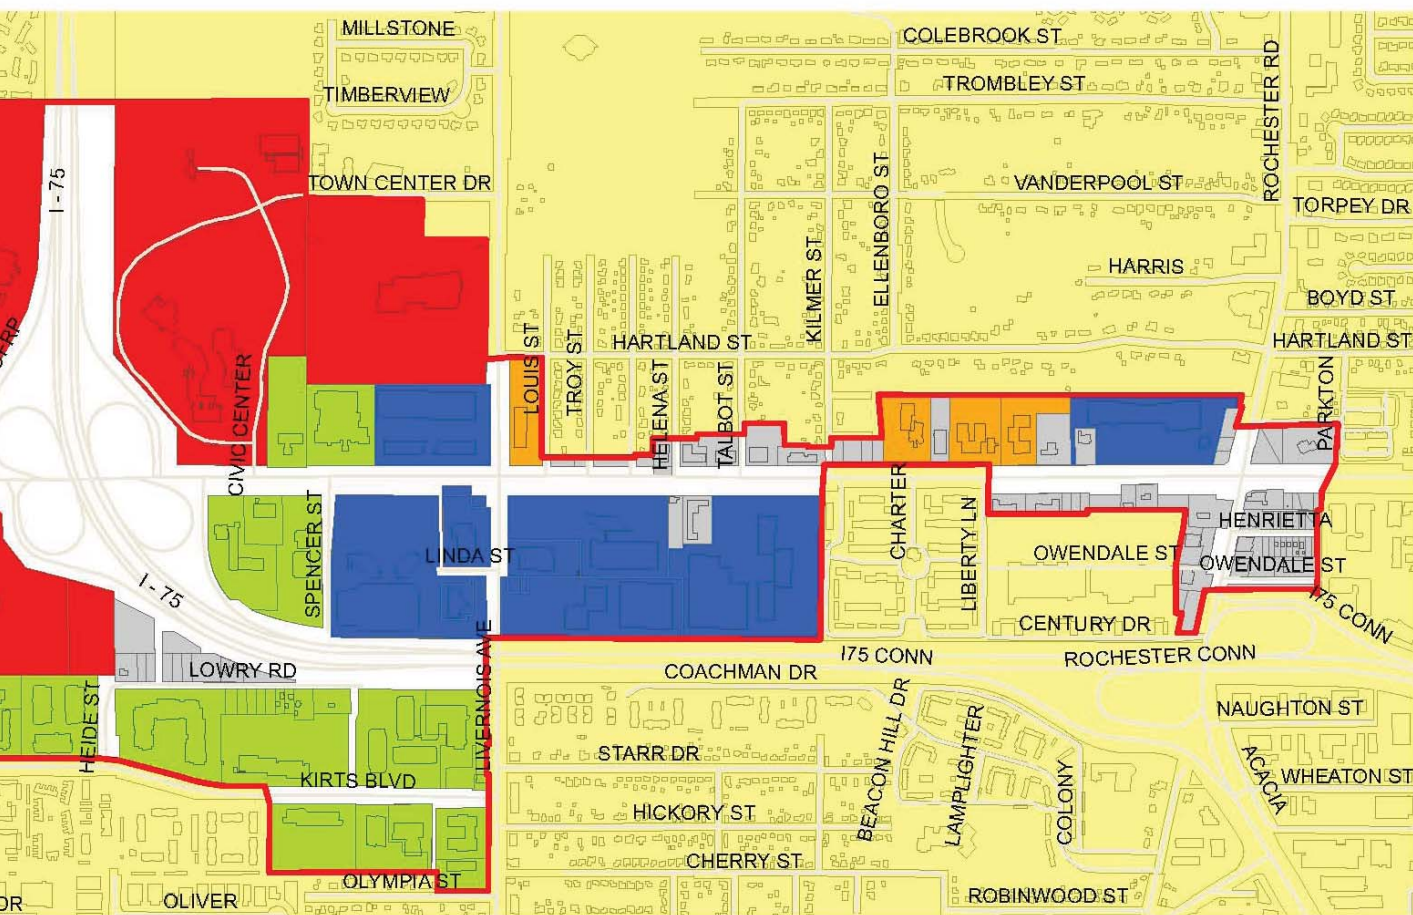 MILLSTONE
COLEBROOK ST
TROMBLEY ST
ROCHESTER RD
TIMBERVIEW
I - 75
TOWN CENTER DR
VANDERPOOL ST
ELLENBORO ST
TORPEY DR
KILMER ST
HARRIS
BOYD ST
LOUIS ST
TROY ST
HARTLAND ST
HARTLAND ST
HELENA ST
TALBOT ST
PARKTON
CIVIC CENTER
SPENCER ST
CHARTER
LIBERTY LN
HENRIETTA
LINDA ST
OWENDALE ST
OWENDALE ST
I - 75
I75 CONN
CENTURY DR
LIVERNOIS AVE
I75 CONN
ROCHESTER CONN
LOWRY RD
COACHMAN DR
HEIDE ST
BEACON HILL DR
LAMPLIGHTER
NAUGHTON ST
STARR DR
COLONY
ACACIA
WHEATON ST
KIRTS BLVD
HICKORY ST
CHERRY ST
OLYMPIA ST
ROBINWOOD ST
DR
OLIVER